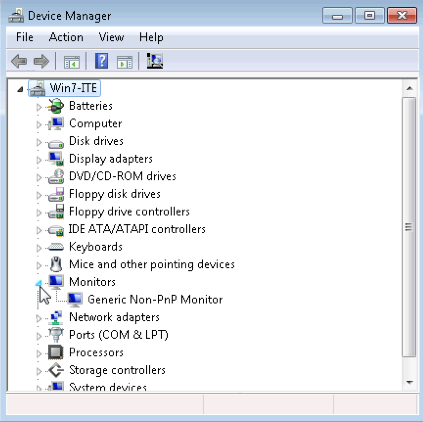 Device Manager
File Action View Help
Win7-ITE
Batteries
Computer
Disk drives
Display adapters
DVD/CD-ROM drives
Floppy disk drives
Floppy drive controllers
IDE ATA/ATAPI controllers
Keyboards
Mice and other pointing devices
Monitors
Generic Non-PnP Monitor
Network adapters
Ports (COM & LPT)
Processors
Storage controllers
System devices